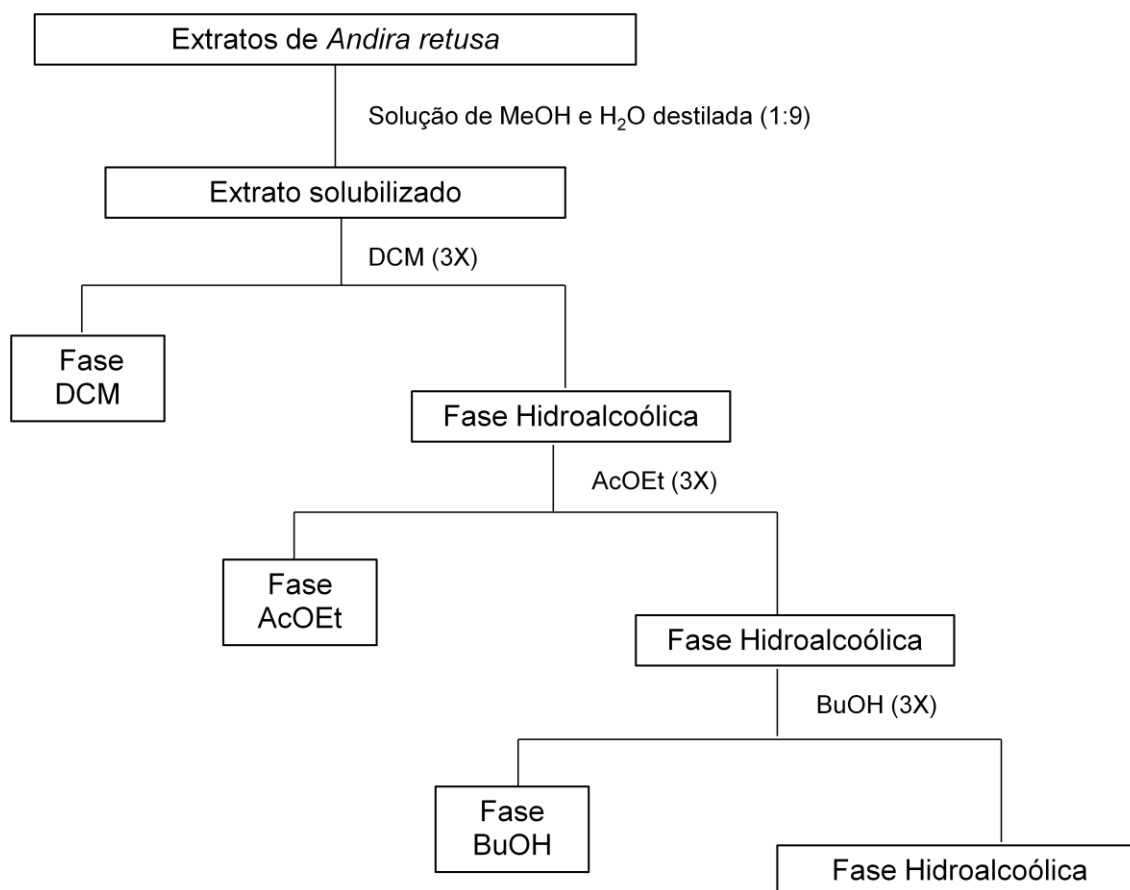 Extratos de Andira retusa
Solução de MeOH e H₂O destilada (1:9)
Extrato solubilizado
DCM (3X)
Fase
DCM
Fase Hidroalcoólica
AcOEt (3X)
Fase
AcOEt
Fase Hidroalcoólica
BuOH (3X)
Fase
BuOH
Fase Hidroalcoólica